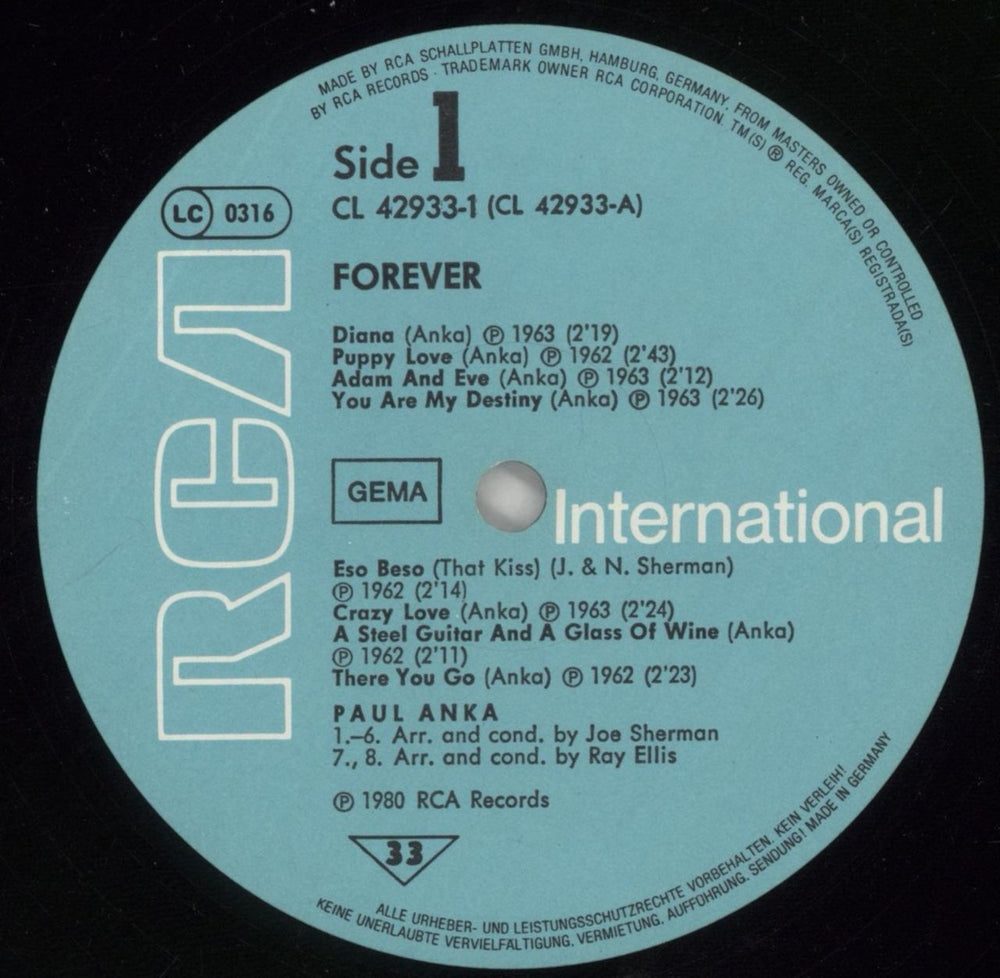 MADE BY RCA SCHALLPLATTEN GMBH, HAMBURG, GERMANY, FROM MASTERS OWNED OR CONTROLLED
BY RCA RECORDS · TRADEMARK OWNER RCA CORPORATION. TM(S) ® REG. MARCA(S) REGISTRADA(S)
Side 1
CL 42933-1 (CL 42933-A)
LC 0316
RCA
FOREVER
Diana (Anka) ℗ 1963 (2'19)
Puppy Love (Anka) ℗ 1962 (2'43)
Adam And Eve (Anka) ℗ 1963 (2'12)
You Are My Destiny (Anka) ℗ 1963 (2'26)
GEMA
International
Eso Beso (That Kiss) (J. & N. Sherman)
℗ 1962 (2'14)
Crazy Love (Anka) ℗ 1963 (2'24)
A Steel Guitar And A Glass Of Wine (Anka)
℗ 1962 (2'11)
There You Go (Anka) ℗ 1962 (2'23)
PAUL ANKA
1.–6. Arr. and cond. by Joe Sherman
7., 8. Arr. and cond. by Ray Ellis
℗ 1980 RCA Records
33
ALLE URHEBER- UND LEISTUNGSSCHUTZRECHTE VORBEHALTEN. KEIN VERLEIH!
KEINE UNERLAUBTE VERVIELFÄLTIGUNG, VERMIETUNG, AUFFÜHRUNG, SENDUNG! MADE IN GERMANY